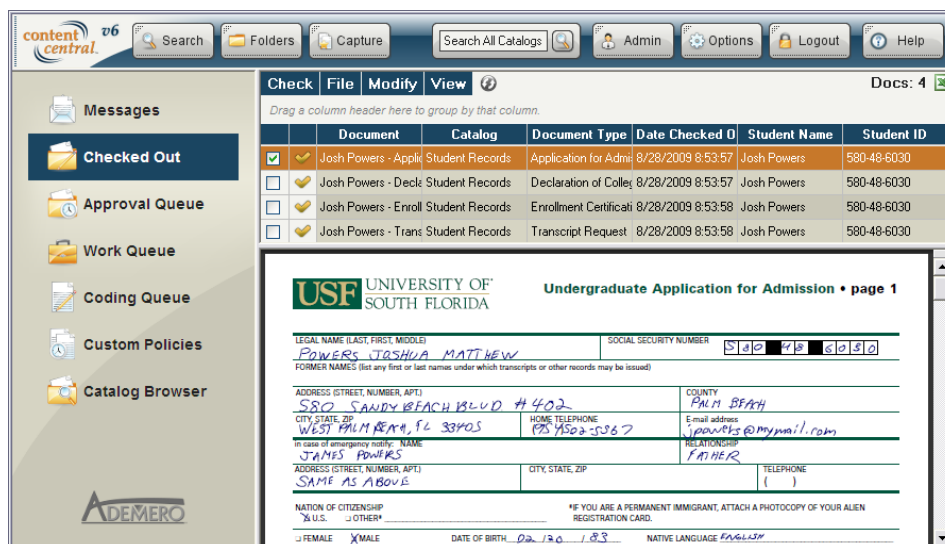 content central. v6 Search Folders Capture Search All Catalogs Admin Options Logout Help
Messages
Checked Out
Approval Queue
Work Queue
Coding Queue
Custom Policies
Catalog Browser
ADEMERO
Check File Modify View Docs: 4
Drag a column header here to group by that column.
Document Catalog Document Type Date Checked O Student Name Student ID
Josh Powers - Applic Student Records Application for Admi: 8/28/2009 8:53:57 Josh Powers 580-48-6030
Josh Powers - Decla Student Records Declaration of Colleg 8/28/2009 8:53:57 Josh Powers 580-48-6030
Josh Powers - Enroll Student Records Enrollment Certificati 8/28/2009 8:53:58 Josh Powers 580-48-6030
Josh Powers - Trans Student Records Transcript Request 8/28/2009 8:53:58 Josh Powers 580-48-6030
USF UNIVERSITY OF SOUTH FLORIDA Undergraduate Application for Admission • page 1
LEGAL NAME (LAST, FIRST, MIDDLE) SOCIAL SECURITY NUMBER 580 48 6030
POWERS JOSHUA MATTHEW
FORMER NAMES (list any first or last names under which transcripts or other records may be issued)
ADDRESS (STREET, NUMBER, APT.) COUNTY
580 SANDY BEACH BLVD #402 PALM BEACH
CITY, STATE, ZIP HOME TELEPHONE E-mail address
WEST PALM BEACH, FL 33405 jpowers@mymail.com
in case of emergency notify: NAME RELATIONSHIP
JAMES POWERS FATHER
ADDRESS (STREET, NUMBER, APT.) CITY, STATE, ZIP TELEPHONE
SAME AS ABOVE ( )
NATION OF CITIZENSHIP *IF YOU ARE A PERMANENT IMMIGRANT, ATTACH A PHOTOCOPY OF YOUR ALIEN
X U.S. OTHER* REGISTRATION CARD.
FEMALE X MALE DATE OF BIRTH 02 / 20 / 83 NATIVE LANGUAGE ENGLISH